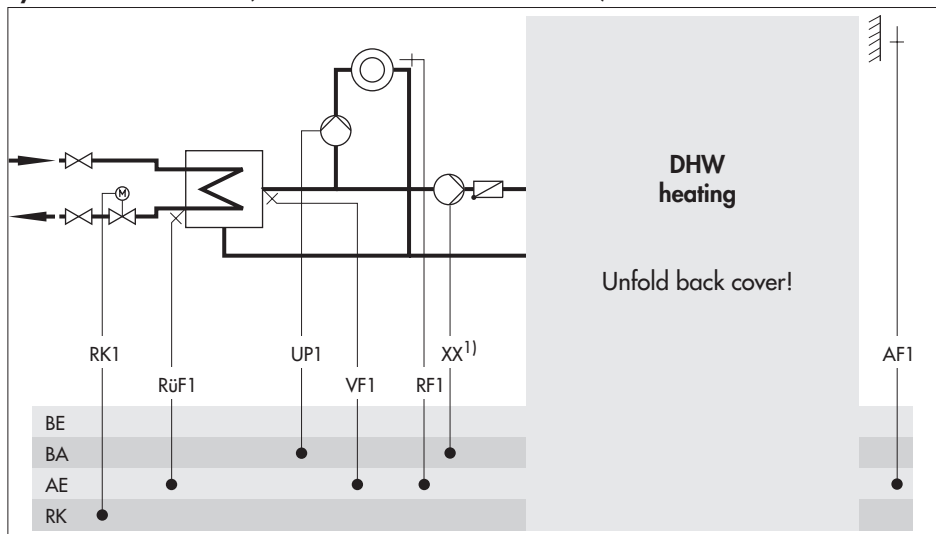 M
DHW
heating
Unfold back cover!
RK1
UP1
XX1)
AF1
RüF1
VF1
RF1
BE
BA
AE
RK